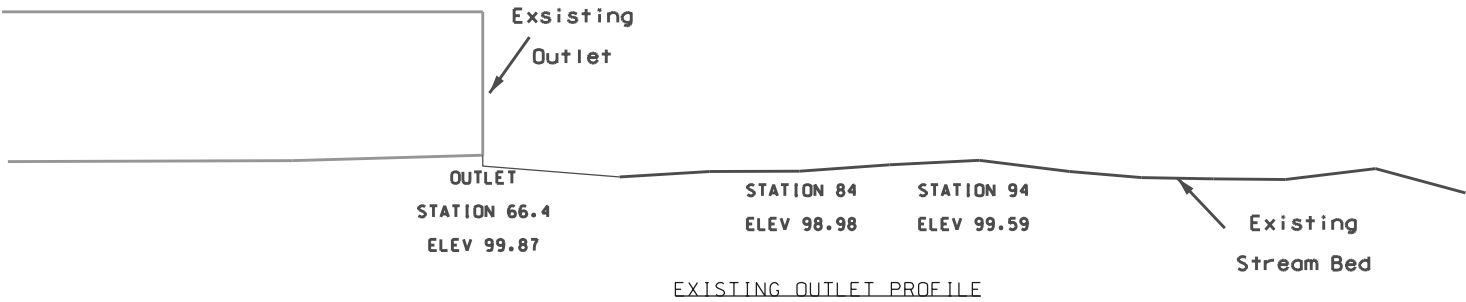 Exsisting
Outlet
OUTLET
STATION 66.4
ELEV 99.87
STATION 84
ELEV 98.98
STATION 94
ELEV 99.59
Existing
Stream Bed
EXISTING OUTLET PROFILE